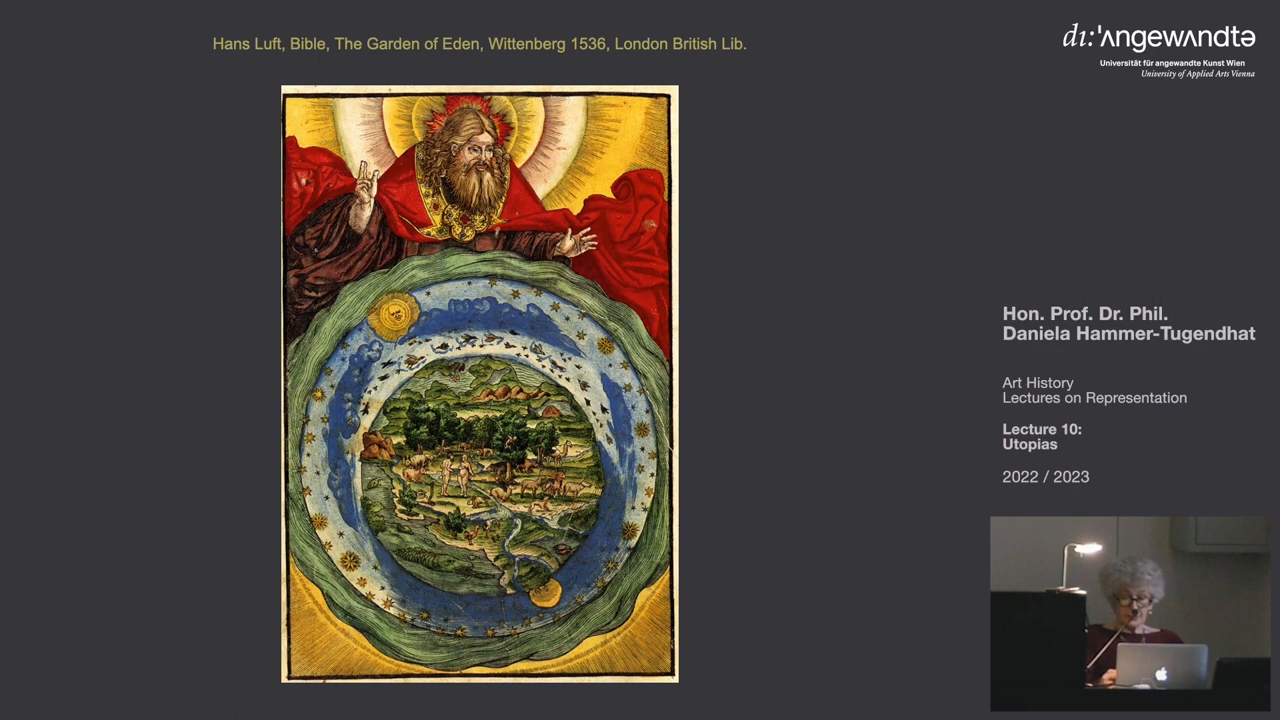 Hans Luft, Bible, The Garden of Eden, Wittenberg 1536, London British Lib.
dı:'ʌngewʌndtə
Universität für angewandte Kunst Wien
University of Applied Arts Vienna
Hon. Prof. Dr. Phil.
Daniela Hammer-Tugendhat
Art History
Lectures on Representation
Lecture 10:
Utopias
2022 / 2023